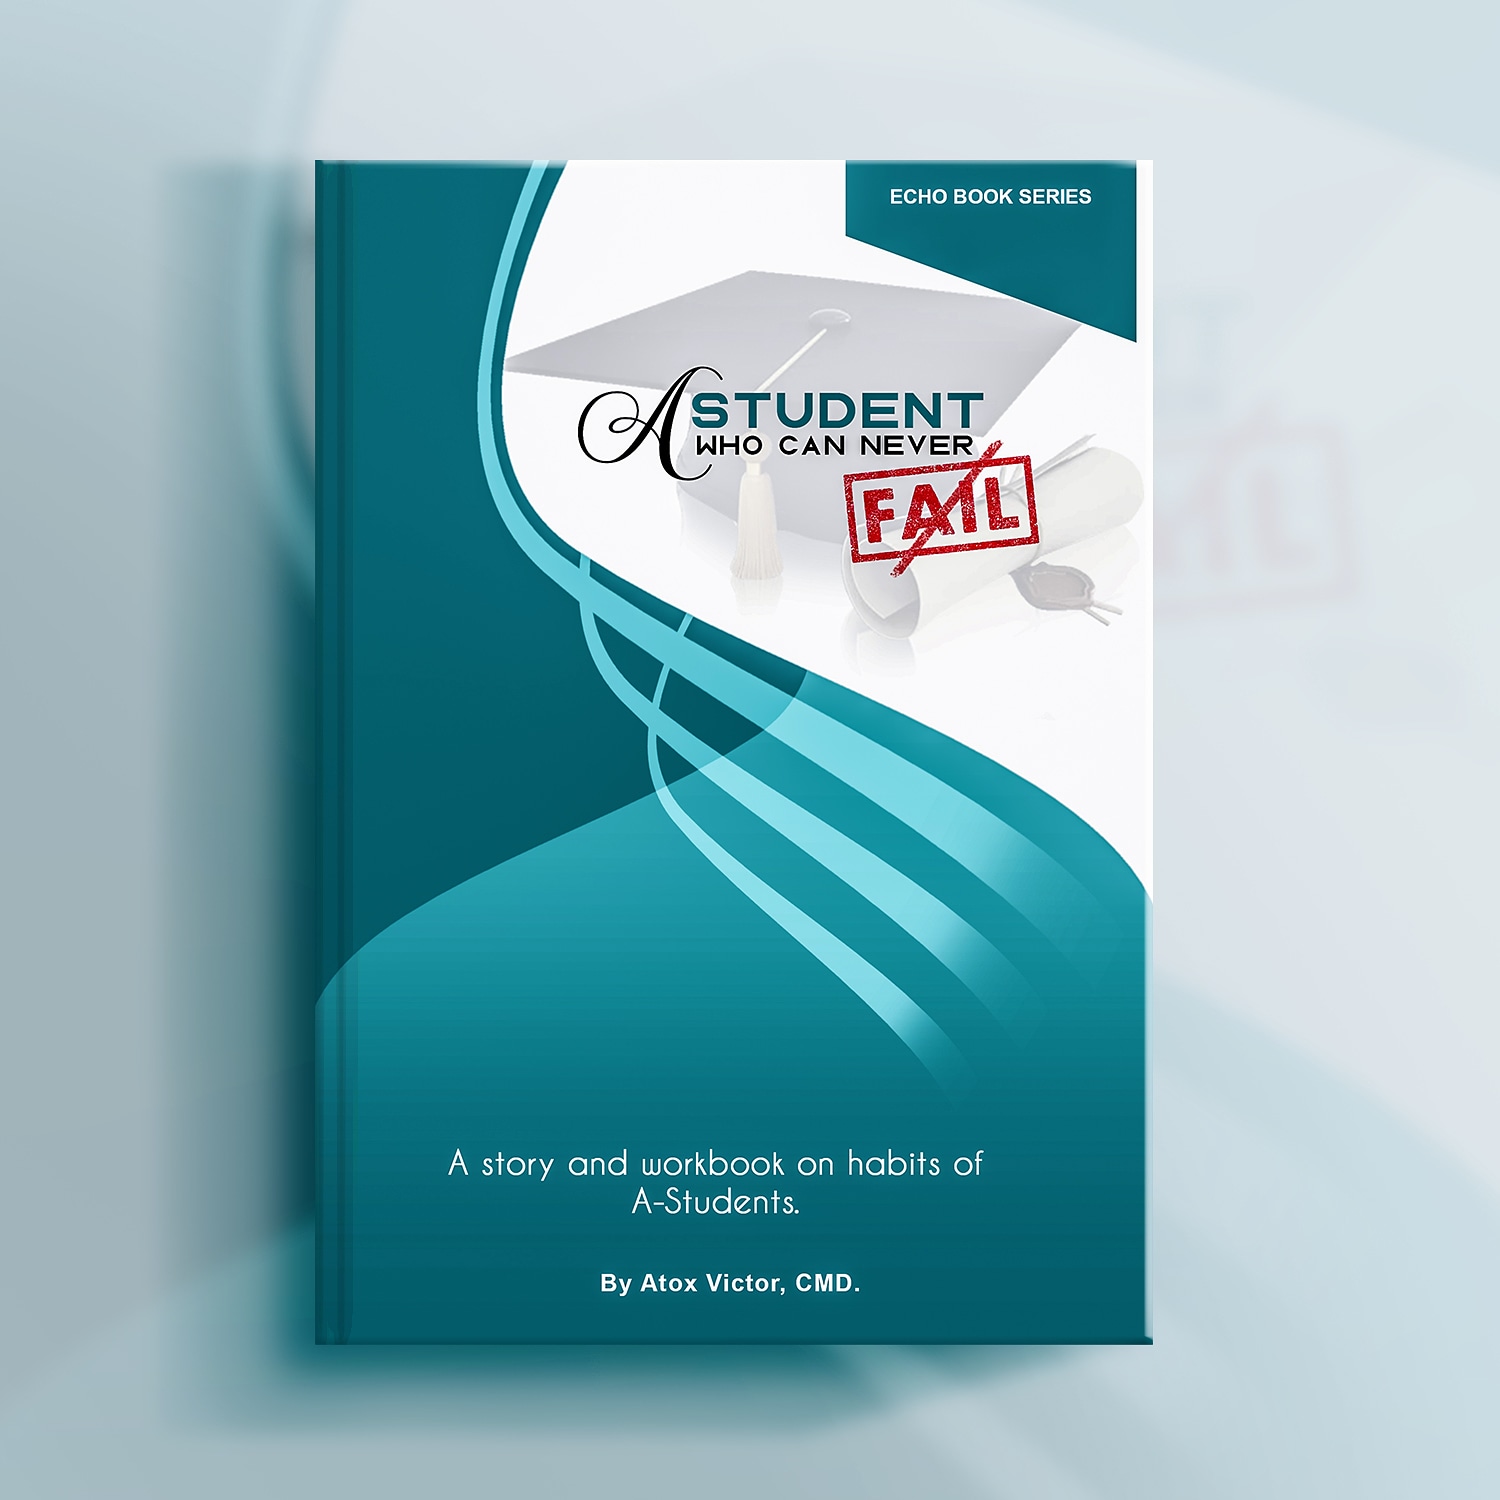 ECHO BOOK SERIES
A STUDENT
WHO CAN NEVER
FAIL
A story and workbook on habits of
A-Students.
By Atox Victor, CMD.